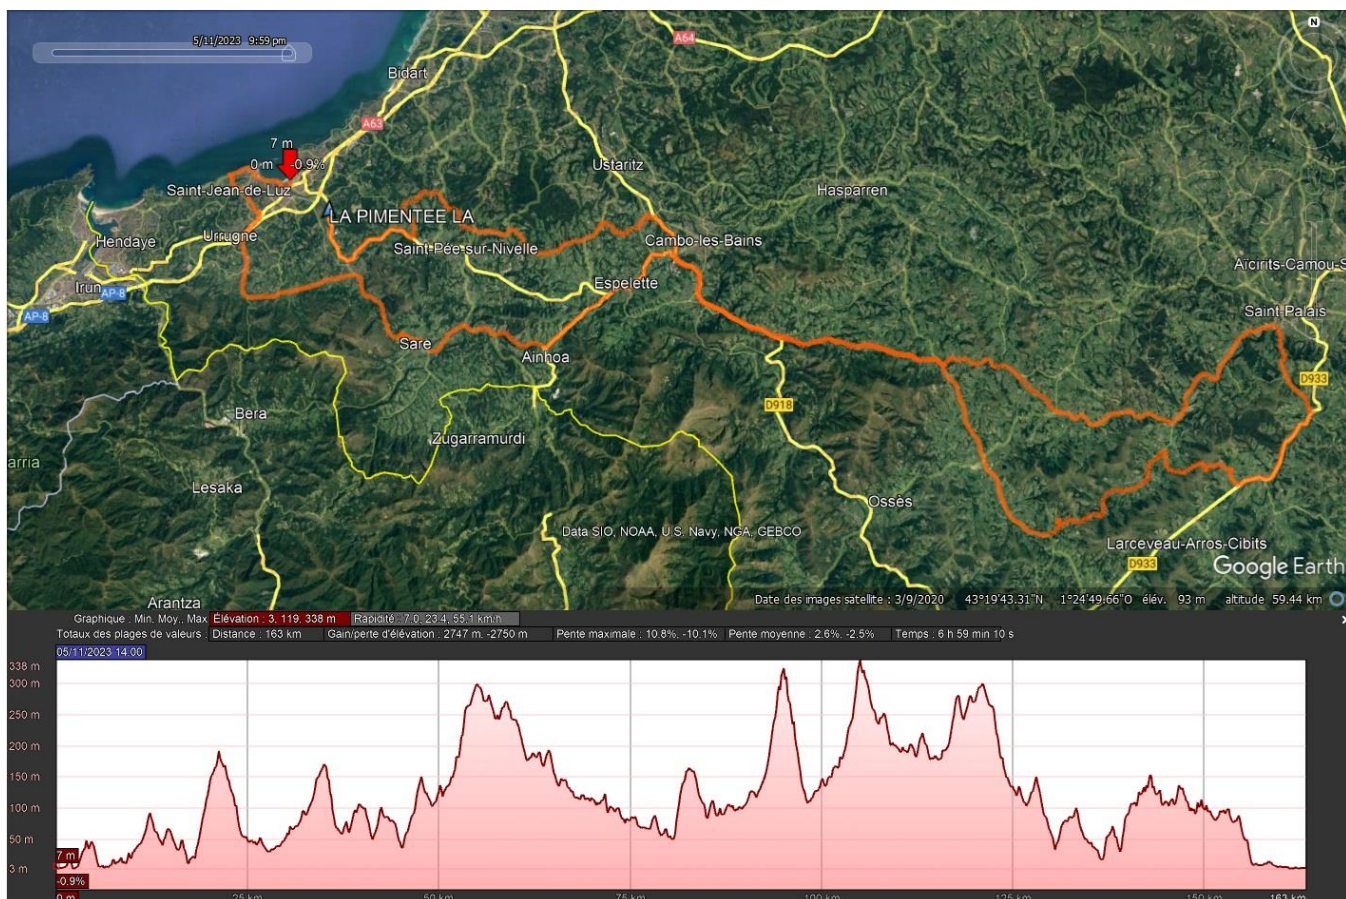 N
A64
5/11/2023 9:59 pm
Bidart
A63
7 m
0 m -0.9%
Ustaritz
Saint-Jean-de-Luz
Hasparren
LA PIMENTEE LA
Urrugne
Hendaye
Saint-Pée-sur-Nivelle
Cambo-les-Bains
Aïcirits-Camou-S
Irun
AP-8
Espelette
AP-8
Saint-Palais
Sare
Ainhoa
D933
D918
Bera
Zugarramurdi
arria
Lesaka
Ossès
Data SIO, NOAA, U.S. Navy, NGA, GEBCO
Larceveau-Arros-Cibits
D933
Google Earth
Arantza
Date des images satellite : 3/9/2020 43°19'43.31"N 1°24'49.66"O élév. 93 m altitude 59.44 km
Graphique : Min. Moy., Max Élévation : 3, 119, 338 m Rapidité : 7.0, 23.4, 55.1 km/h
Totaux des plages de valeurs : Distance : 163 km Gain/perte d'élévation : 2747 m, -2750 m Pente maximale : 10.8%, -10.1% Pente moyenne : 2.6%, -2.5% Temps : 6 h 59 min 10 s
05/11/2023 14:00
338 m
300 m
250 m
200 m
150 m
100 m
50 m
7 m
3 m
-0.9%
0 m 25 km 50 km 75 km 100 km 125 km 150 km 163 km